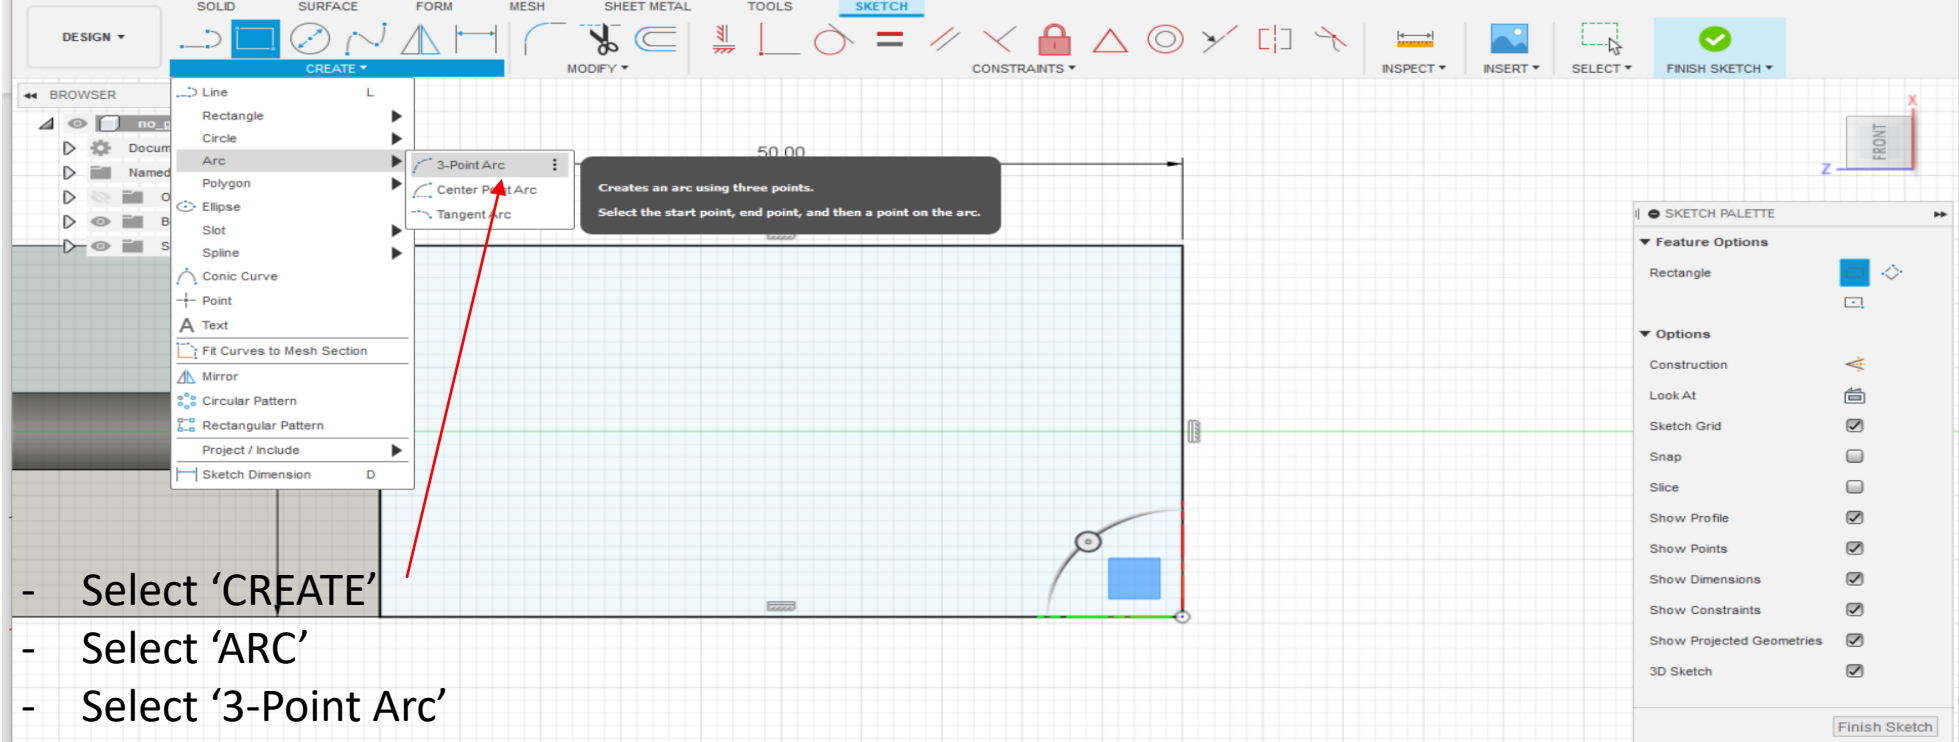 SOLID SURFACE FORM MESH SHEET METAL TOOLS SKETCH
DESIGN
CREATE MODIFY CONSTRAINTS INSPECT INSERT SELECT FINISH SKETCH
BROWSER
no_g
Docum
Named
O
B
S
Line L
Rectangle
Circle
Arc
Polygon
Ellipse
Slot
Spline
Conic Curve
Point
Text
Fit Curves to Mesh Section
Mirror
Circular Pattern
Rectangular Pattern
Project / Include
Sketch Dimension D
3-Point Arc
Center Point Arc
Tangent Arc
50.00
Creates an arc using three points.
Select the start point, end point, and then a point on the arc.
X
FRONT
Z
SKETCH PALETTE
Feature Options
Rectangle
Options
Construction
Look At
Sketch Grid
Snap
Slice
Show Profile
Show Points
Show Dimensions
Show Constraints
Show Projected Geometries
3D Sketch
Finish Sketch
- Select ‘CREATE’
- Select ‘ARC’
- Select ‘3-Point Arc’